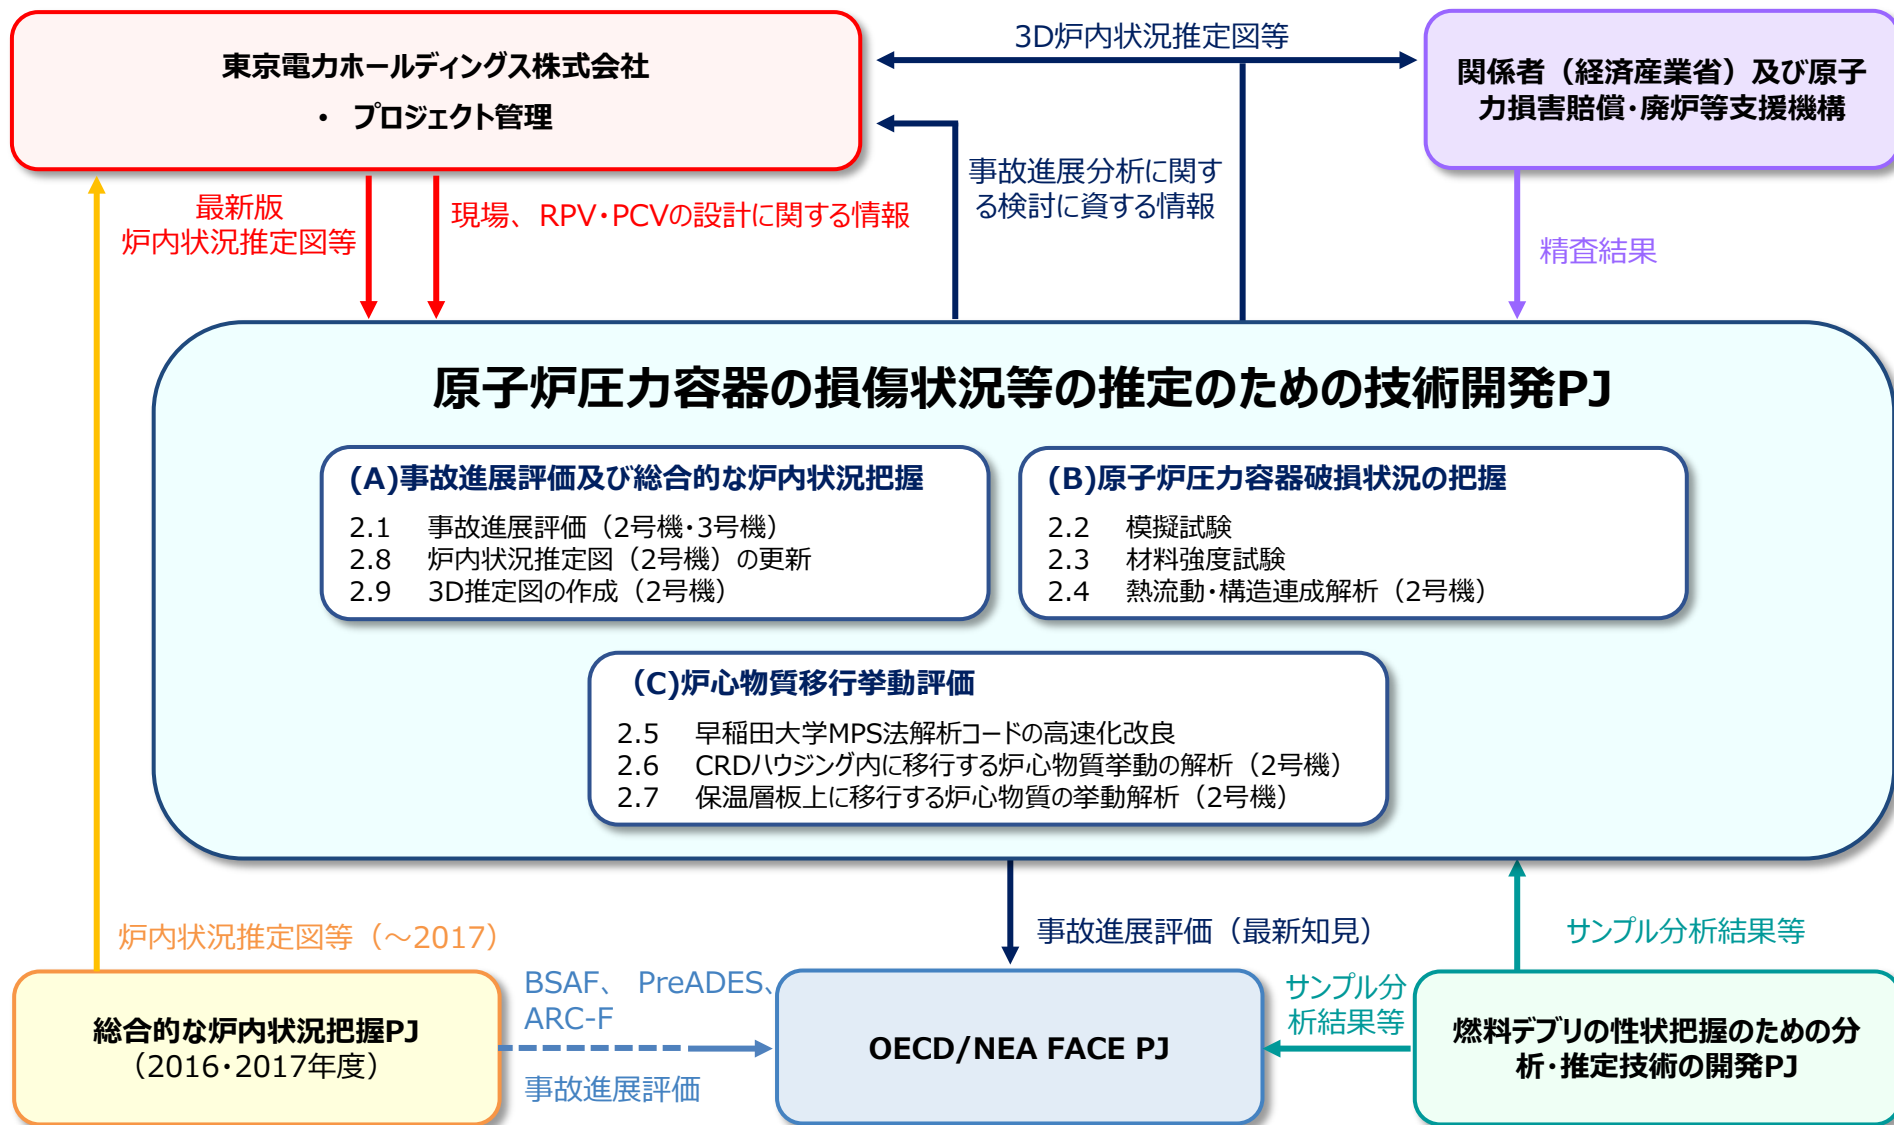 東京電力ホールディングス株式会社
• プロジェクト管理
3D炉内状況推定図等
関係者（経済産業省）及び原子
力損害賠償・廃炉等支援機構
事故進展分析に関す
る検討に資する情報
最新版
炉内状況推定図等
現場、RPV・PCVの設計に関する情報
精査結果
原子炉圧力容器の損傷状況等の推定のための技術開発PJ
(A)事故進展評価及び総合的な炉内状況把握
2.1 事故進展評価（2号機・3号機）
2.8 炉内状況推定図（2号機）の更新
2.9 3D推定図の作成（2号機）
(B)原子炉圧力容器破損状況の把握
2.2 模擬試験
2.3 材料強度試験
2.4 熱流動・構造連成解析（2号機）
（C)炉心物質移行挙動評価
2.5 早稲田大学MPS法解析コードの高速化改良
2.6 CRDハウジング内に移行する炉心物質挙動の解析（2号機）
2.7 保温層板上に移行する炉心物質の挙動解析（2号機）
炉内状況推定図等（～2017）
事故進展評価（最新知見）
サンプル分析結果等
総合的な炉内状況把握PJ
（2016・2017年度）
BSAF、 PreADES、
ARC-F
事故進展評価
OECD/NEA FACE PJ
サンプル分
析結果等
燃料デブリの性状把握のための分
析・推定技術の開発PJ